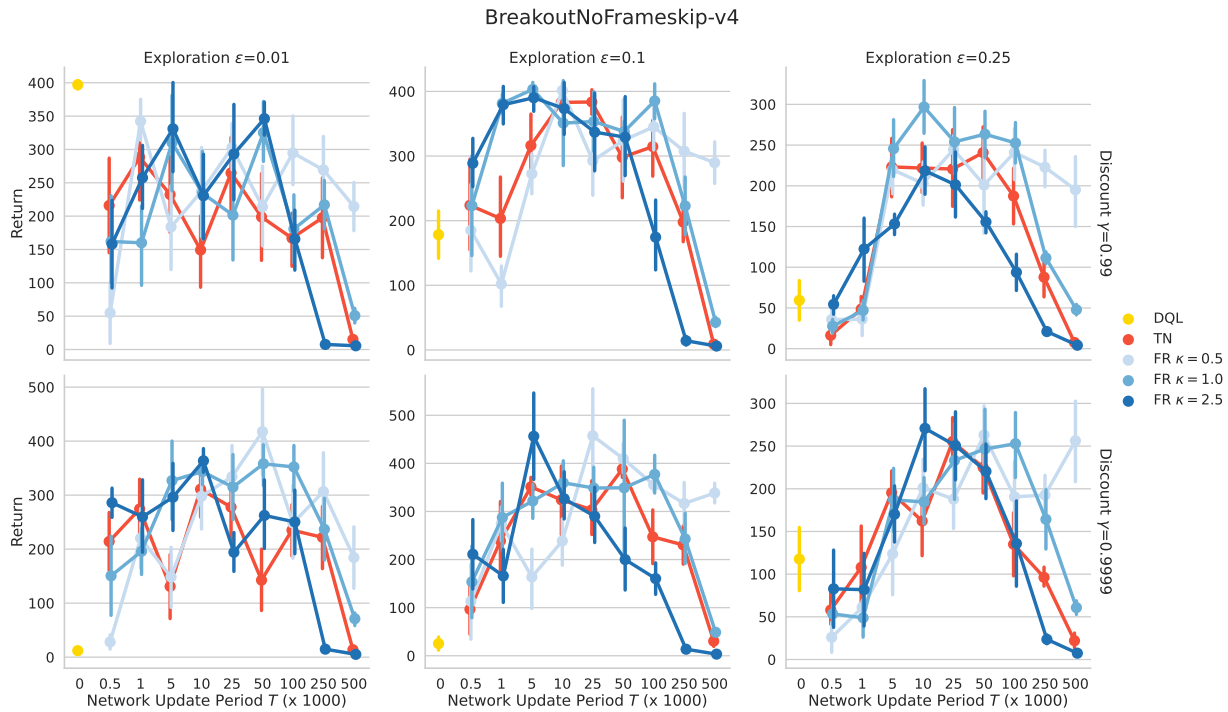 BreakoutNoFrameskip-v4
Exploration ε=0.01
Exploration ε=0.1
Exploration ε=0.25
400
350
300
250
200
150
100
50
0
Return
400
300
200
100
0
300
250
200
150
100
50
0
Discount γ=0.99
DQL
TN
FR κ = 0.5
FR κ = 1.0
FR κ = 2.5
500
400
300
200
100
0
Return
0 0.5 1 5 10 25 50 100 250 500
Network Update Period T (x 1000)
500
400
300
200
100
0
0 0.5 1 5 10 25 50 100 250 500
Network Update Period T (x 1000)
300
250
200
150
100
50
0
0 0.5 1 5 10 25 50 100 250 500
Network Update Period T (x 1000)
Discount γ=0.9999